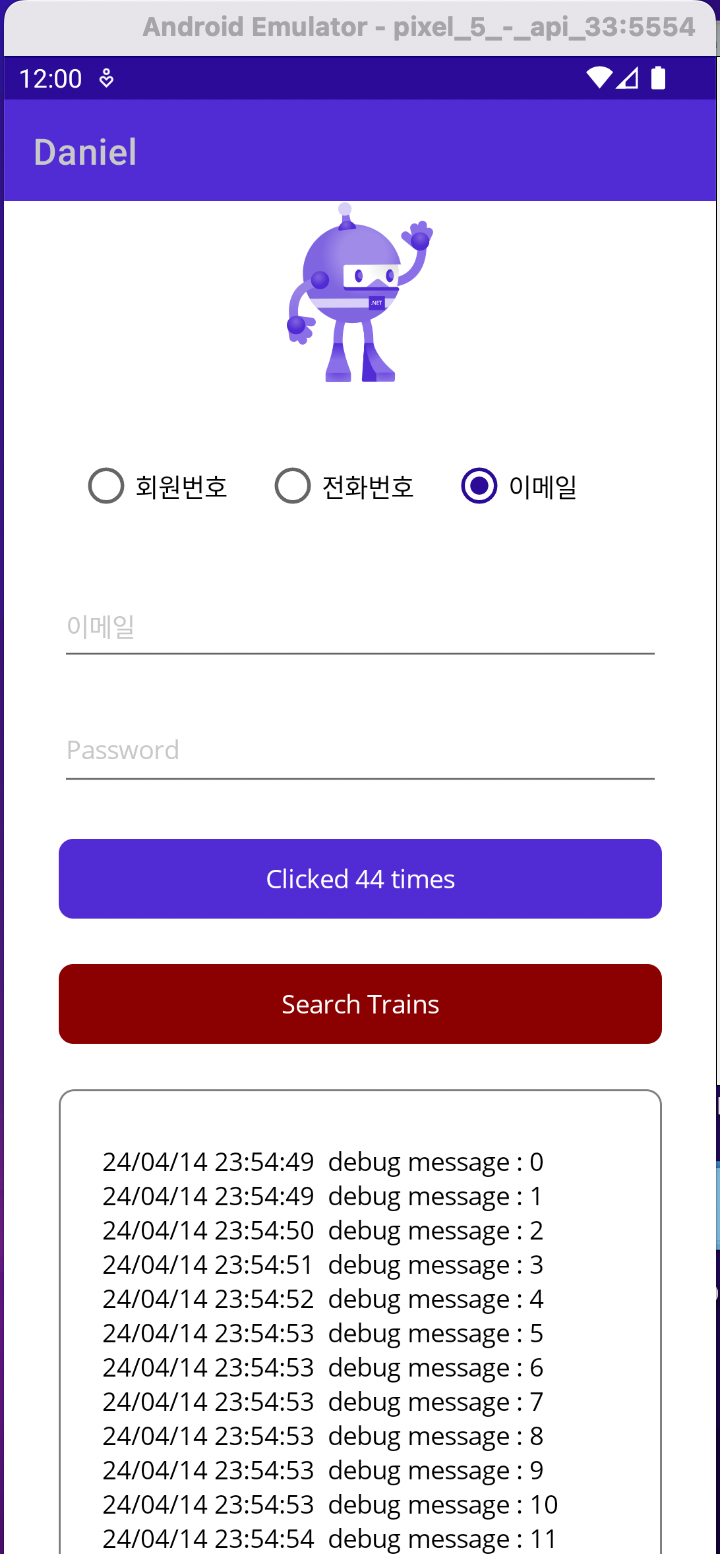 Android Emulator - pixel_5_-_api_33:5554
12:00
Daniel
.NET
회원번호 전화번호 이메일
이메일
Password
Clicked 44 times
Search Trains
24/04/14 23:54:49 debug message : 0
24/04/14 23:54:49 debug message : 1
24/04/14 23:54:50 debug message : 2
24/04/14 23:54:51 debug message : 3
24/04/14 23:54:52 debug message : 4
24/04/14 23:54:53 debug message : 5
24/04/14 23:54:53 debug message : 6
24/04/14 23:54:53 debug message : 7
24/04/14 23:54:53 debug message : 8
24/04/14 23:54:53 debug message : 9
24/04/14 23:54:53 debug message : 10
24/04/14 23:54:54 debug message : 11